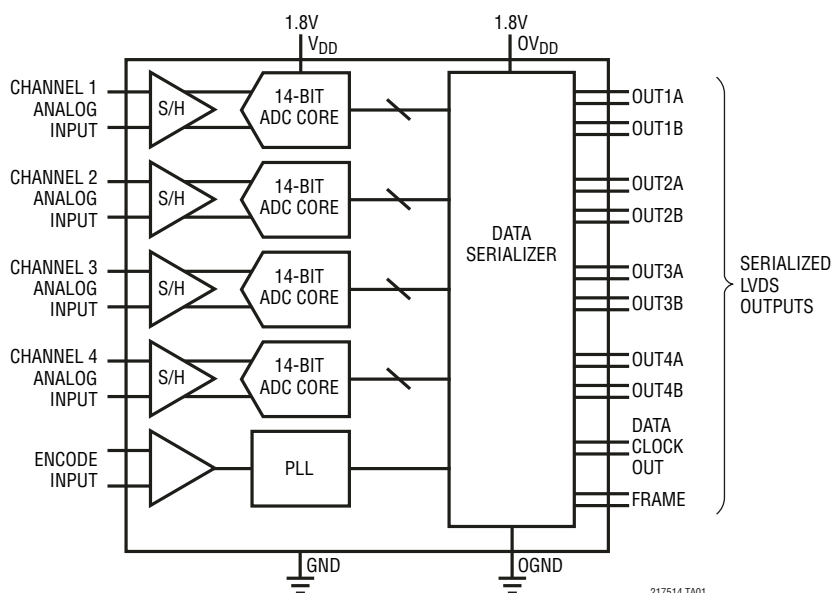 1.8V
VDD
1.8V
OVDD
CHANNEL 1
ANALOG
INPUT
S/H
14-BIT
ADC CORE
OUT1A
OUT1B
CHANNEL 2
ANALOG
INPUT
S/H
14-BIT
ADC CORE
OUT2A
OUT2B
DATA
SERIALIZER
CHANNEL 3
ANALOG
INPUT
S/H
14-BIT
ADC CORE
OUT3A
OUT3B
SERIALIZED
LVDS
OUTPUTS
CHANNEL 4
ANALOG
INPUT
S/H
14-BIT
ADC CORE
OUT4A
OUT4B
ENCODE
INPUT
PLL
DATA
CLOCK
OUT
FRAME
GND
OGND
217514 TA01